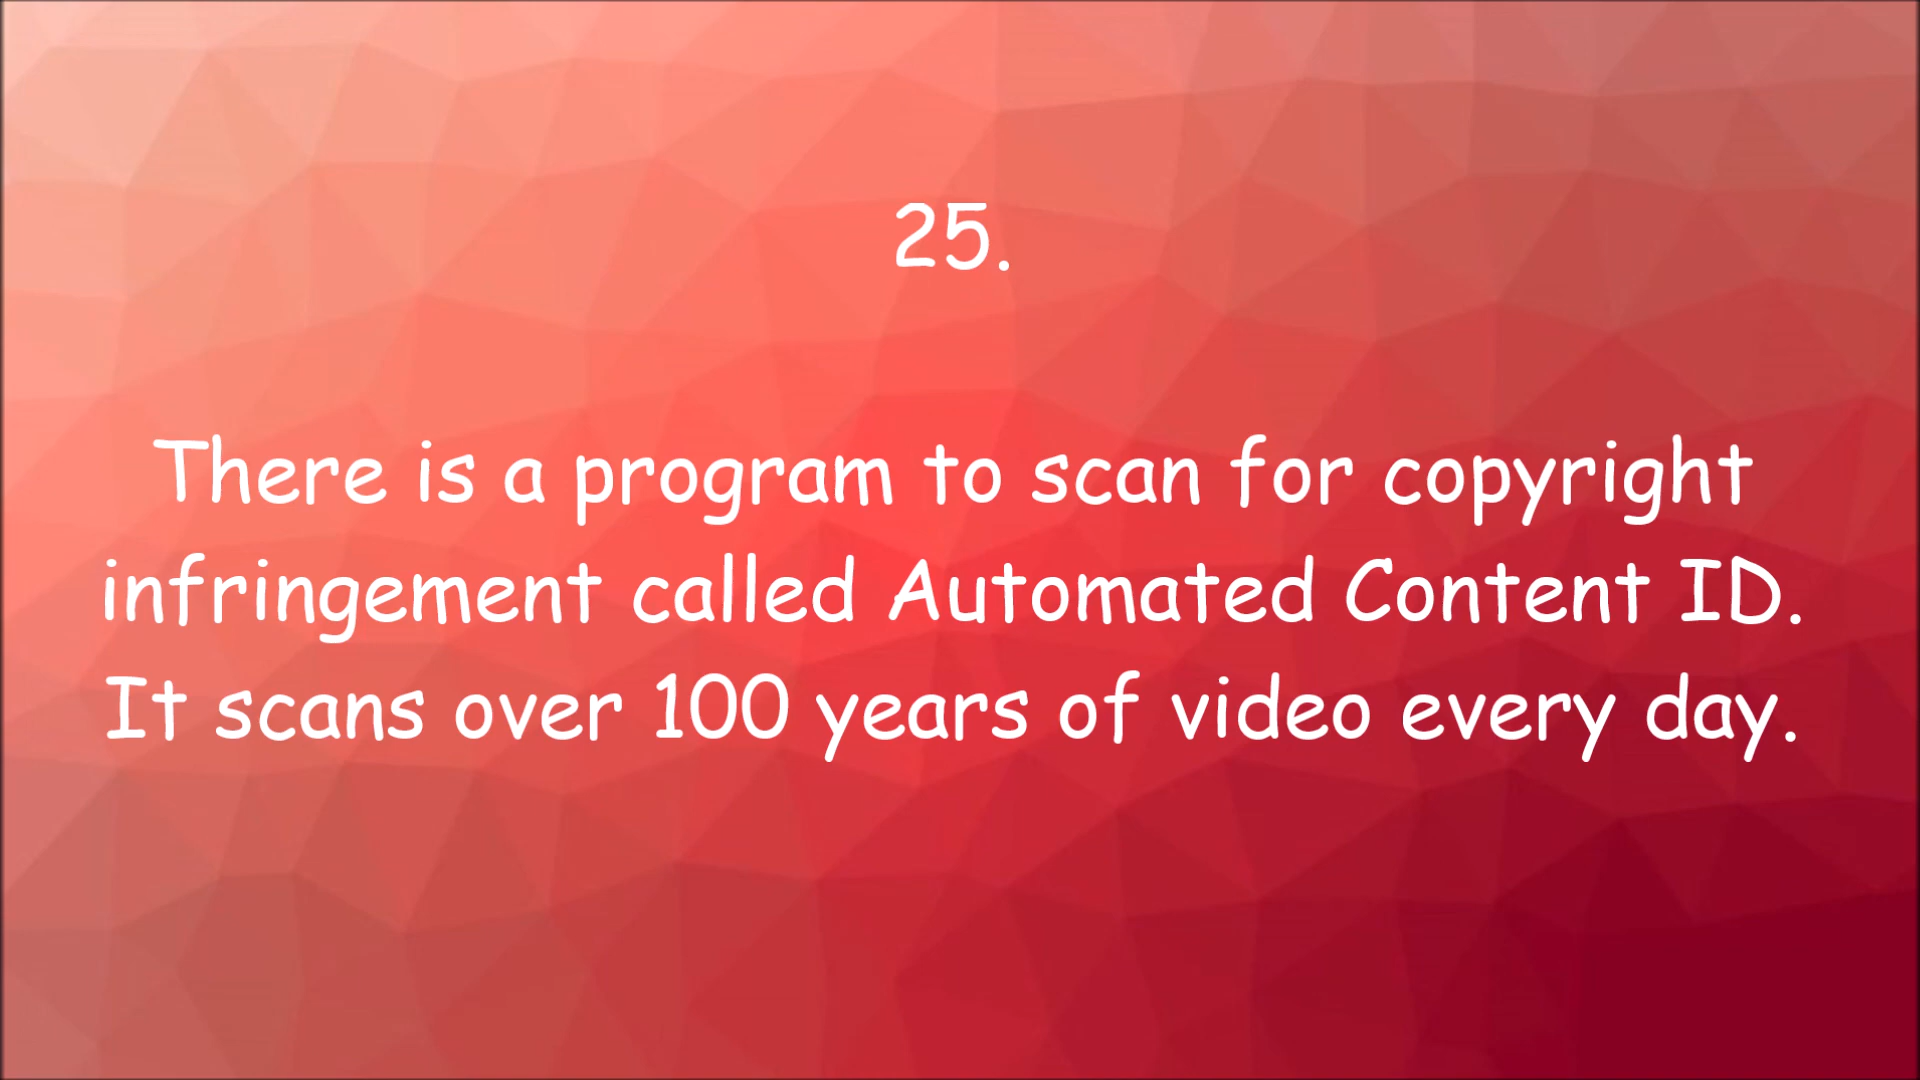 25.
There is a program to scan for copyright
infringement called Automated Content ID.
It scans over 100 years of video every day.